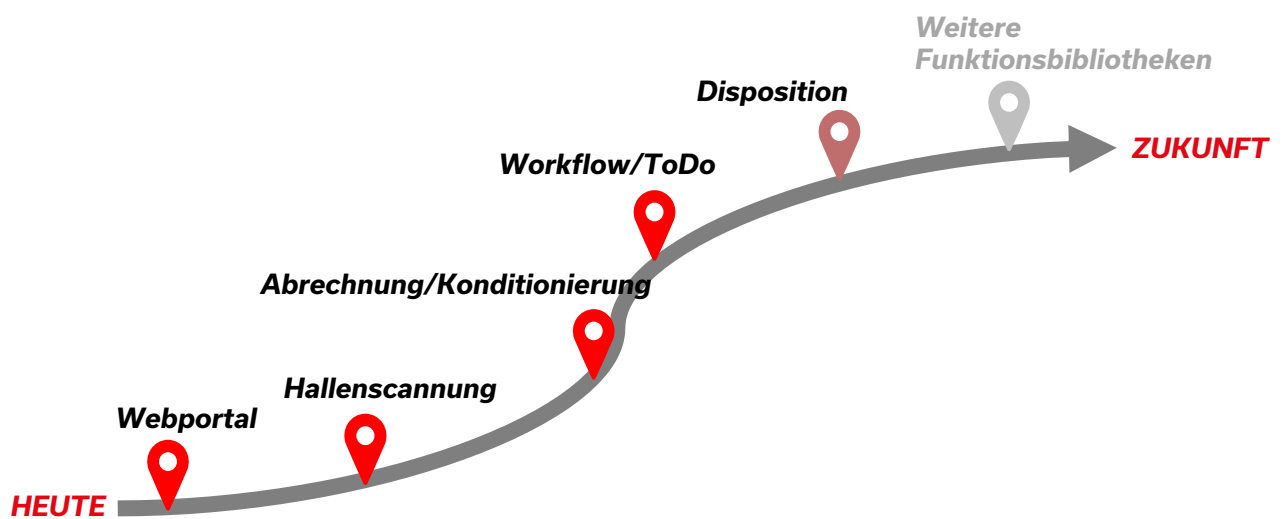 Weitere
Funktionsbibliotheken
Disposition
ZUKUNFT
Workflow/ToDo
Abrechnung/Konditionierung
Hallenscannung
Webportal
HEUTE